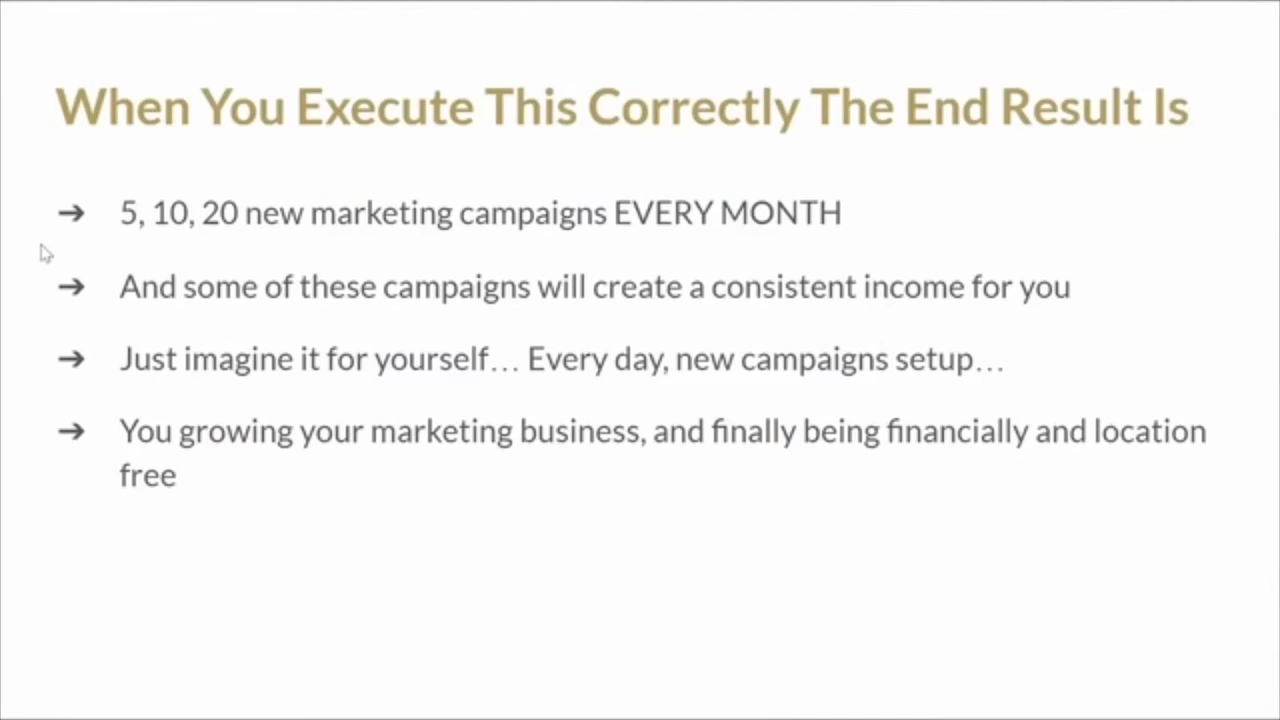 When You Execute This Correctly The End Result Is
➔ 5, 10, 20 new marketing campaigns EVERY MONTH
➔ And some of these campaigns will create a consistent income for you
➔ Just imagine it for yourself… Every day, new campaigns setup…
➔ You growing your marketing business, and finally being financially and location
free